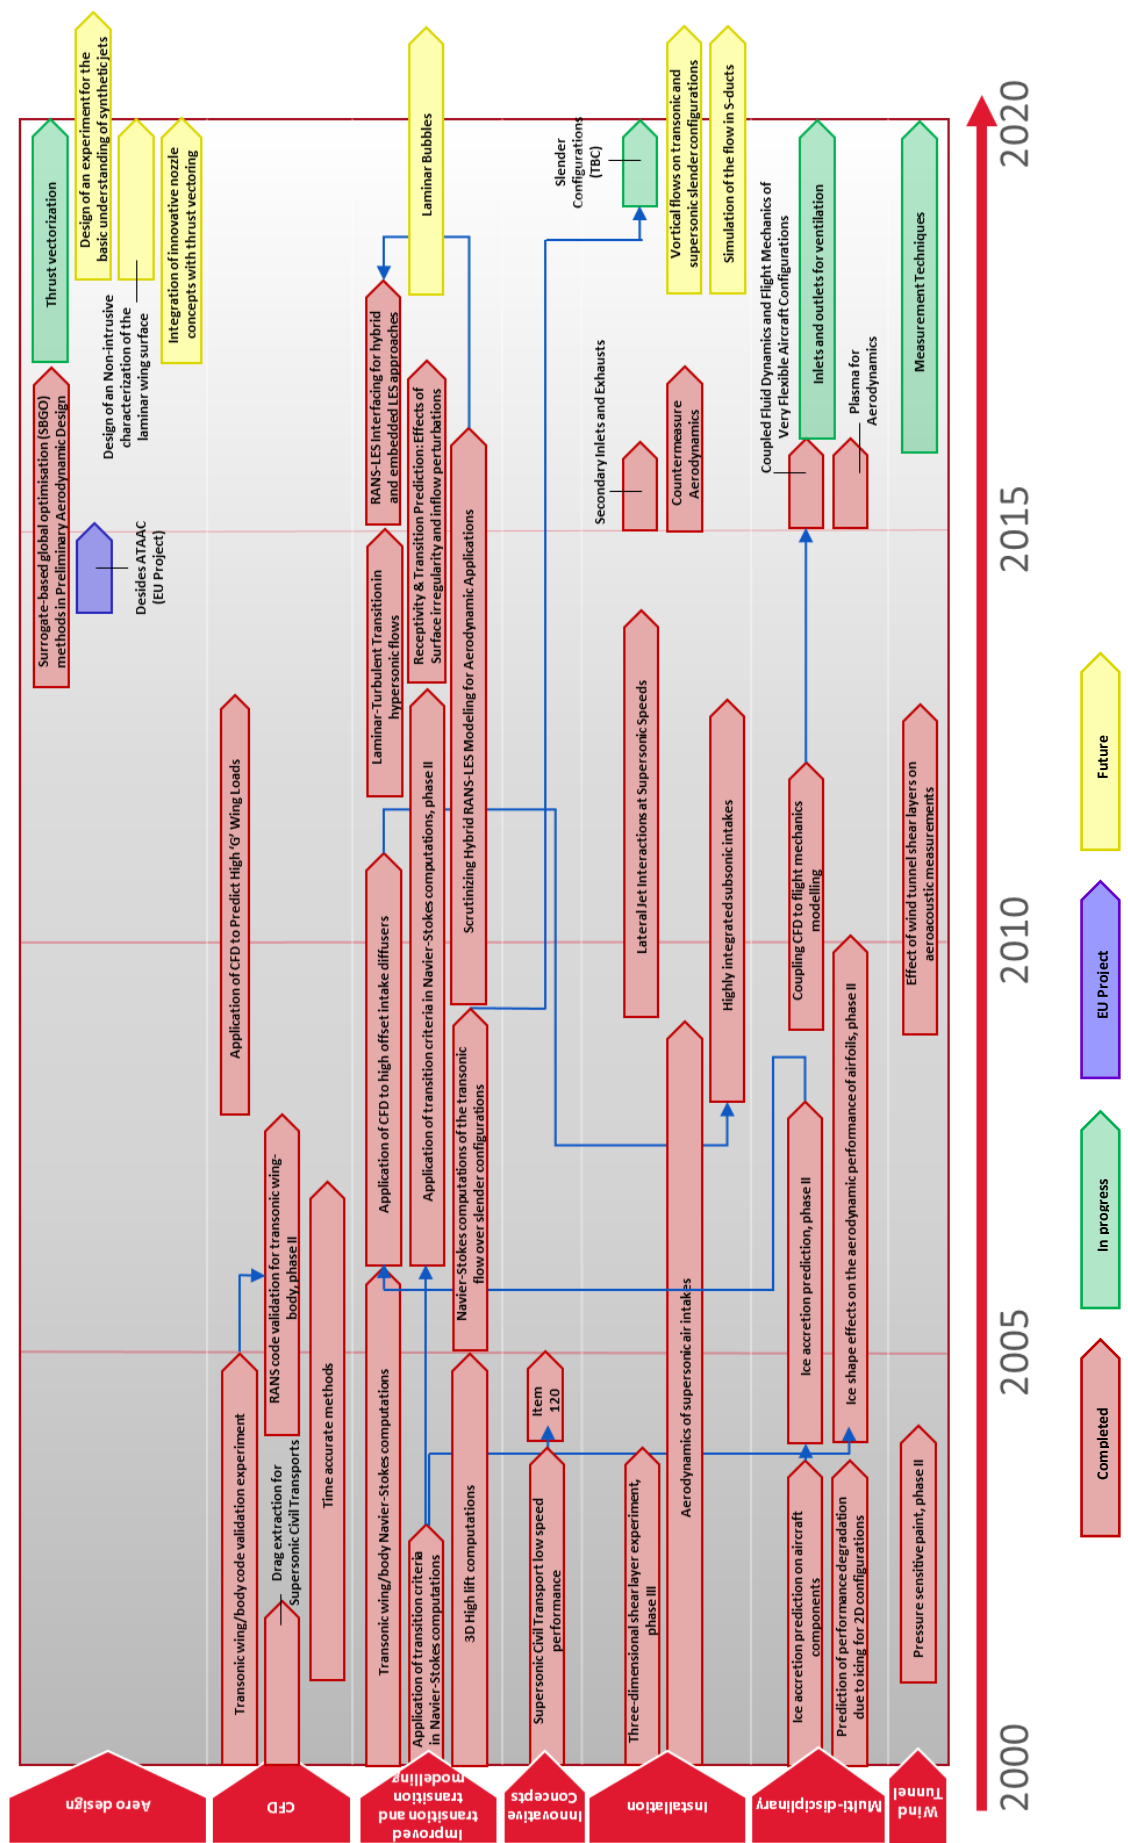 Aero design
Surrogate-based global optimisation (SBGO)
methods in Preliminary Aerodynamic Design
Thrust vectorization
Desides ATAAC
(EU Project)
Design of an experiment for the
basic understanding of synthetic jets
Design of an Non-intrusive
characterization of the
laminar wing surface
Integration of innovative nozzle
concepts with thrust vectoring
CFD
Transonic wing/body code validation experiment
Application of CFD to Predict High ‘G’ Wing Loads
Drag extraction for
Supersonic Civil Transports
RANS code validation for transonic wing-
body, phase II
Time accurate methods
Improved
transition and
transition
modelling
Transonic wing/body Navier-Stokes computations
Application of CFD to high offset intake diffusers
Laminar-Turbulent Transition in
hypersonic flows
RANS-LES Interfacing for hybrid
and embedded LES approaches
Application of transition criteria
in Navier-Stokes computations
Application of transition criteria in Navier-Stokes computations, phase II
Receptivity & Transition Prediction: Effects of
Surface irregularity and inflow perturbations
Laminar Bubbles
3D High lift computations
Navier-Stokes computations of the transonic
flow over slender configurations
Scrutinizing Hybrid RANS-LES Modeling for Aerodynamic Applications
Innovative
Concepts
Supersonic Civil Transport low speed
performance
Item
120
Slender
Configurations
(TBC)
Installation
Three-dimensional shear layer experiment,
phase III
Lateral Jet Interactions at Supersonic Speeds
Secondary Inlets and Exhausts
Aerodynamics of supersonic air intakes
Countermeasure
Aerodynamics
Vortical flows on transonic and
supersonic slender configurations
Highly integrated subsonic intakes
Simulation of the flow in S-ducts
Multi-disciplinary
Ice accretion prediction on aircraft
components
Ice accretion prediction, phase II
Coupling CFD to flight mechanics
modelling
Coupled Fluid Dynamics and Flight Mechanics of
Very Flexible Aircraft Configurations
Inlets and outlets for ventilation
Prediction of performance degradation
due to icing for 2D configurations
Ice shape effects on the aerodynamic performance of airfoils, phase II
Plasma for
Aerodynamics
Wind
Tunnel
Pressure sensitive paint, phase II
Effect of wind tunnel shear layers on
aeroacoustic measurements
Measurement Techniques
2000
2005
2010
2015
2020
Completed
In progress
EU Project
Future